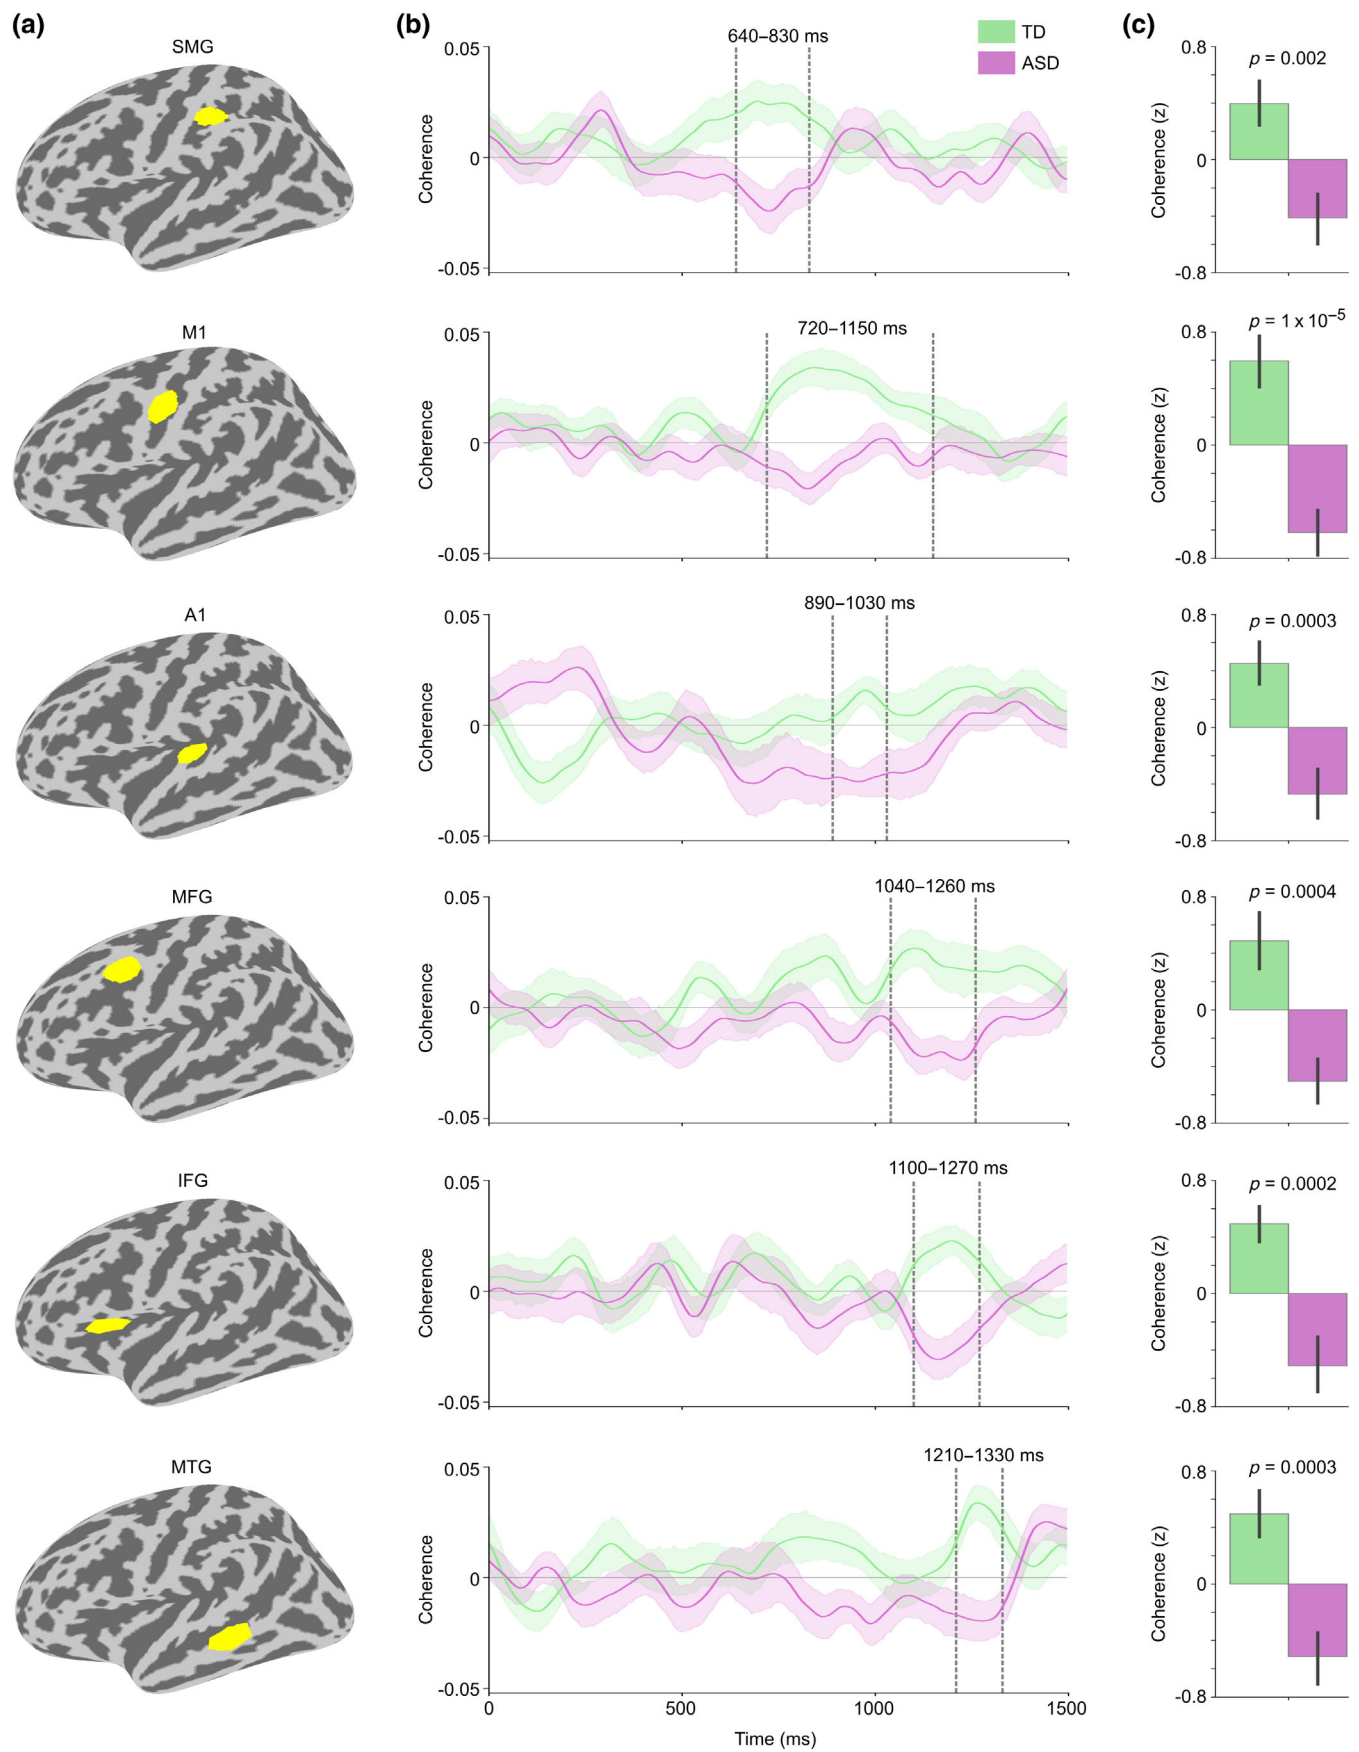 (a)
(b)
(c)
SMG
640–830 ms
TD
ASD
0.05
0
-0.05
Coherence
0.8
0
-0.8
Coherence (z)
p = 0.002
M1
720–1150 ms
0.05
0
-0.05
Coherence
0.8
0
-0.8
Coherence (z)
p = 1 x 10−5
A1
890–1030 ms
0.05
0
-0.05
Coherence
0.8
0
-0.8
Coherence (z)
p = 0.0003
MFG
1040–1260 ms
0.05
0
-0.05
Coherence
0.8
0
-0.8
Coherence (z)
p = 0.0004
IFG
1100–1270 ms
0.05
0
-0.05
Coherence
0.8
0
-0.8
Coherence (z)
p = 0.0002
MTG
1210–1330 ms
0.05
0
-0.05
Coherence
0 500 1000 1500
Time (ms)
0.8
0
-0.8
Coherence (z)
p = 0.0003